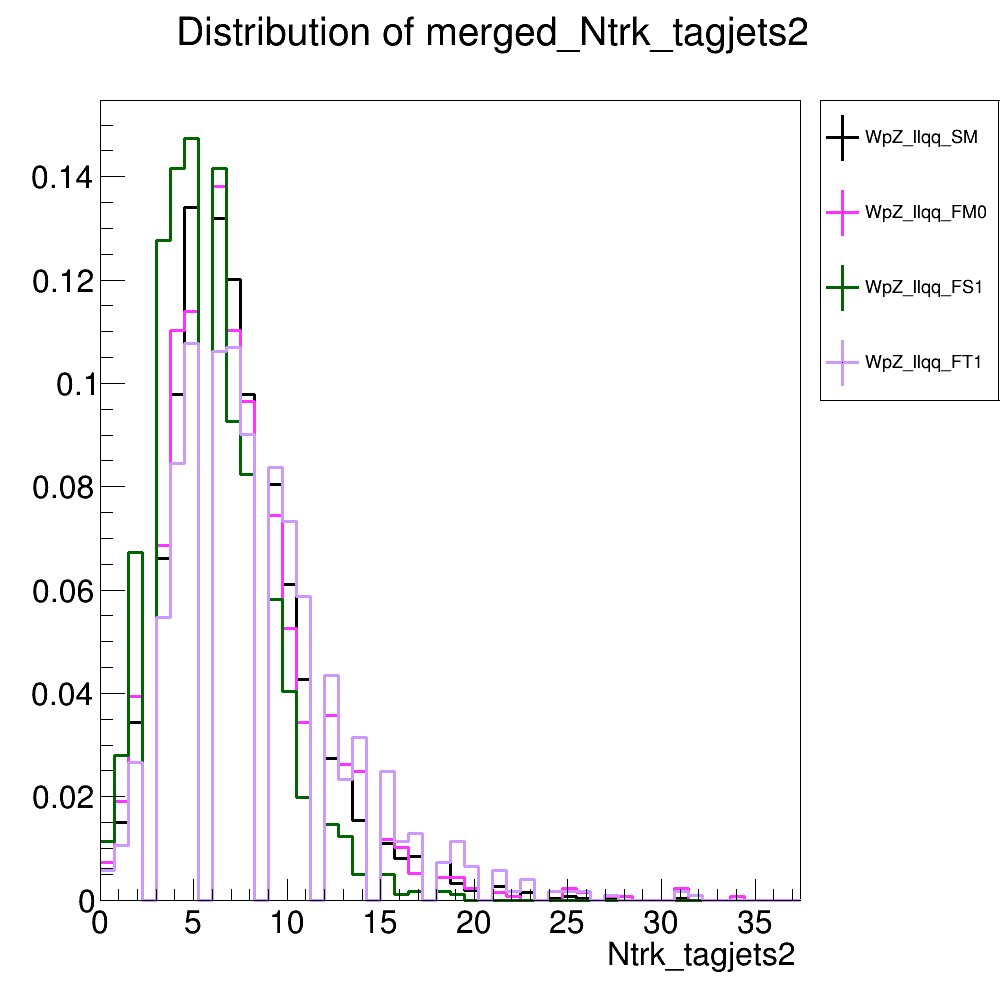 Distribution of merged_Ntrk_tagjets2
WpZ_llqq_SM
WpZ_llqq_FM0
WpZ_llqq_FS1
WpZ_llqq_FT1
0.14
0.12
0.1
0.08
0.06
0.04
0.02
0
0 5 10 15 20 25 30 35
Ntrk_tagjets2